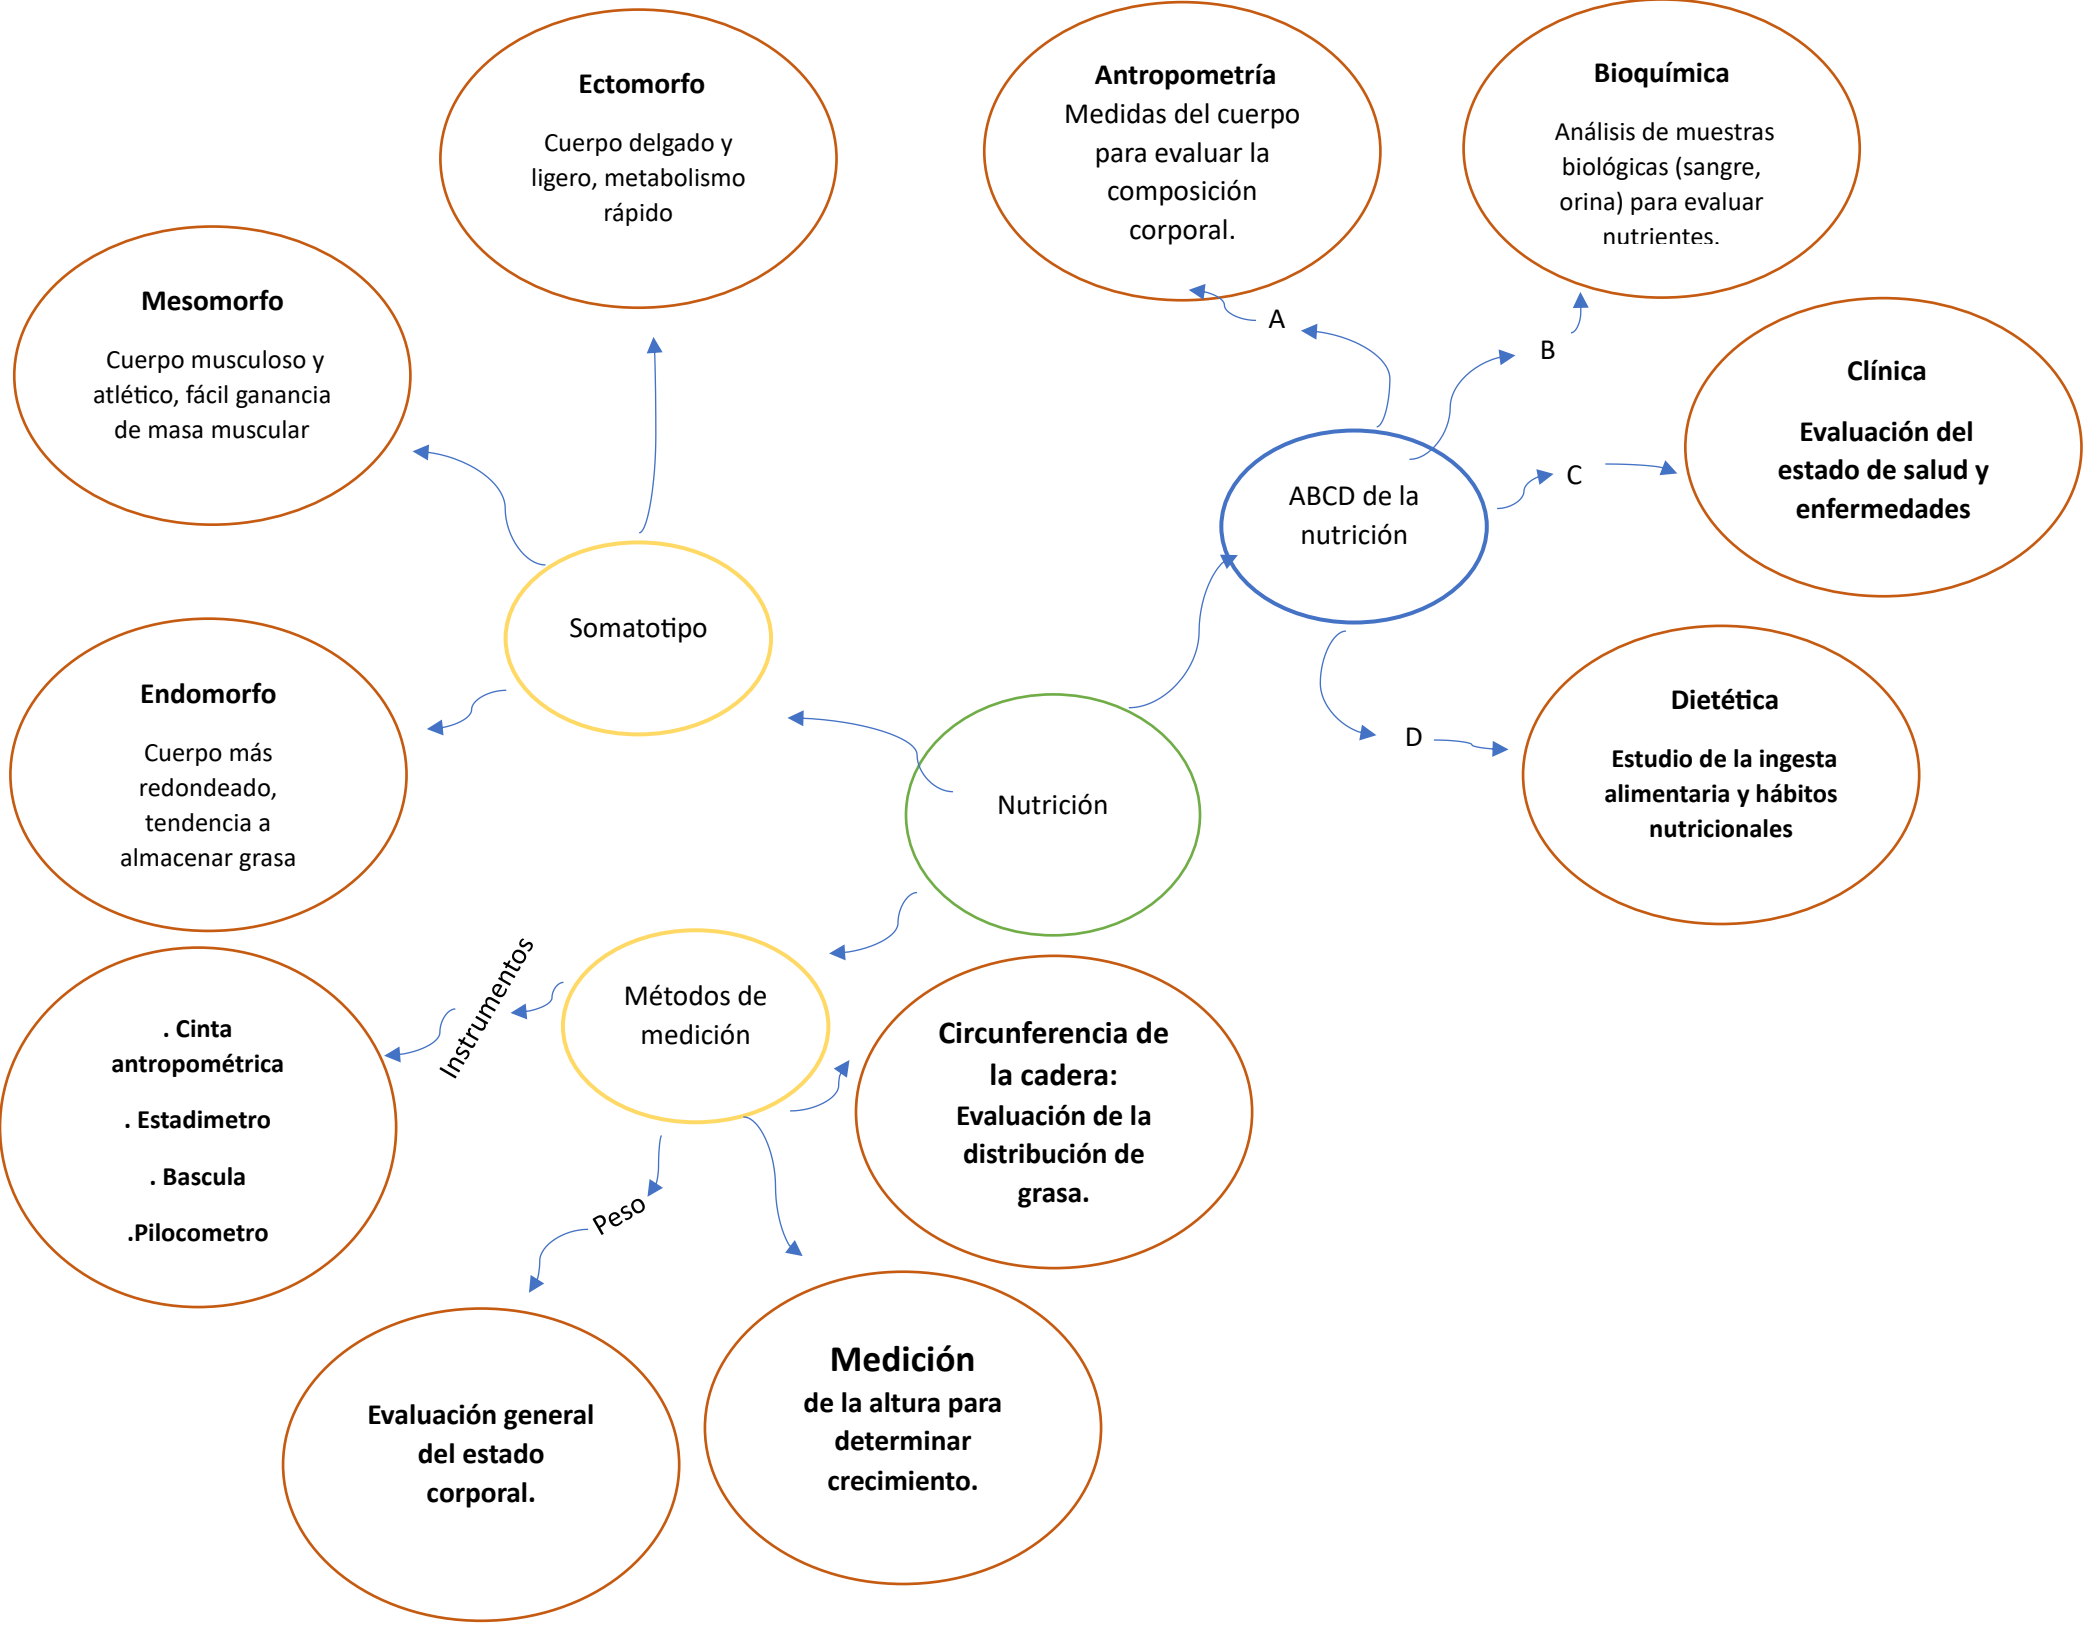 Ectomorfo
Cuerpo delgado y
ligero, metabolismo
rápido
Antropometría
Medidas del cuerpo
para evaluar la
composición
corporal.
Bioquímica
Análisis de muestras
biológicas (sangre,
orina) para evaluar
nutrientes.
Mesomorfo
Cuerpo musculoso y
atlético, fácil ganancia
de masa muscular
A
B
Clínica
Evaluación del
estado de salud y
enfermedades
C
ABCD de la
nutrición
Somatotipo
Endomorfo
Cuerpo más
redondeado,
tendencia a
almacenar grasa
D
Dietética
Estudio de la ingesta
alimentaria y hábitos
nutricionales
Nutrición
Instrumentos
Métodos de
medición
. Cinta
antropométrica
. Estadimetro
. Bascula
.Pilocometro
Circunferencia de
la cadera:
Evaluación de la
distribución de
grasa.
Peso
Evaluación general
del estado
corporal.
Medición
de la altura para
determinar
crecimiento.